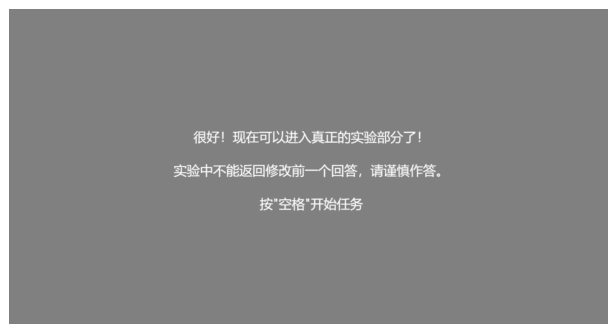 很好！现在可以进入真正的实验部分了！
实验中不能返回修改前一个回答，请谨慎作答。
按"空格"开始任务